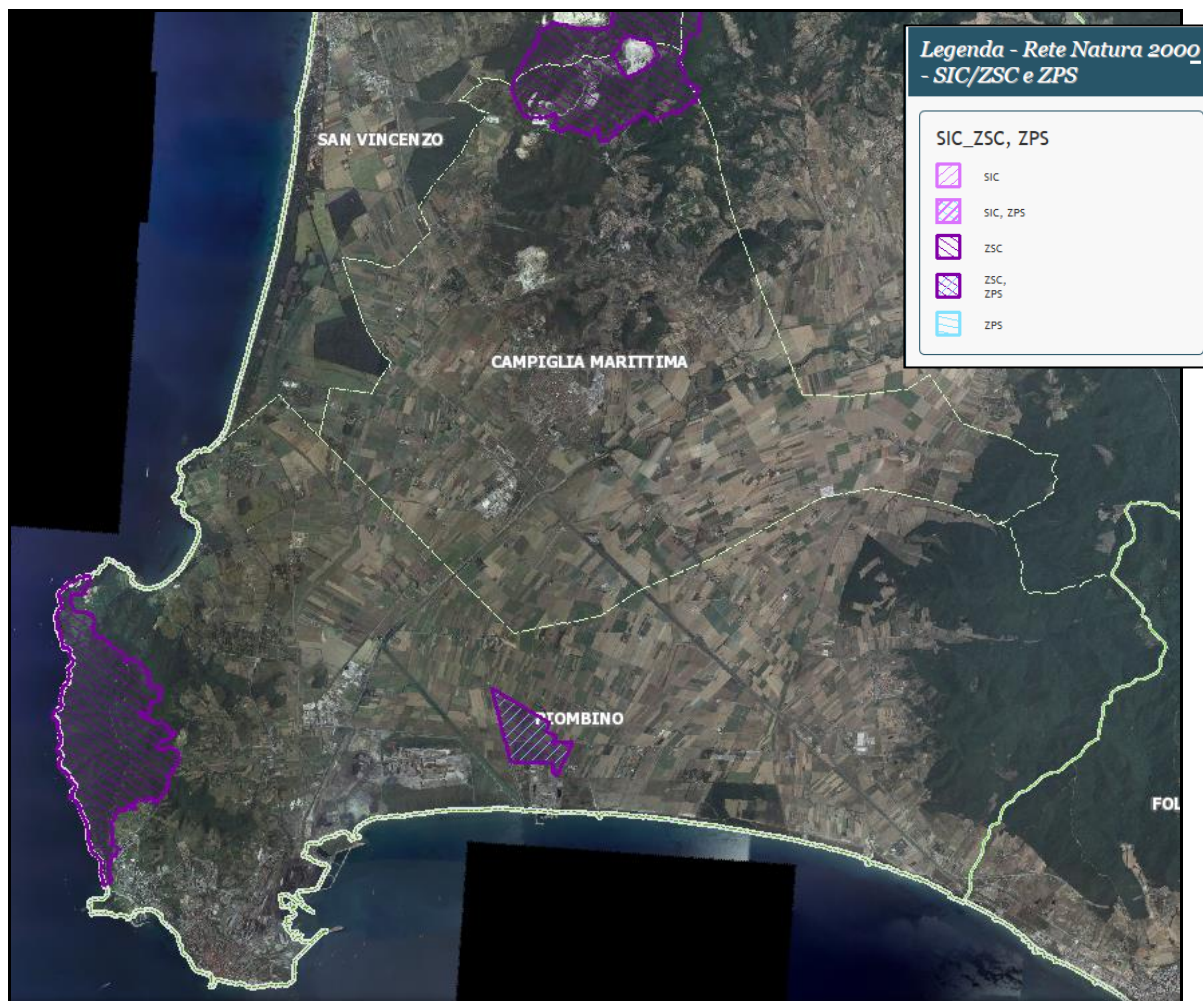 Legenda - Rete Natura 2000
- SIC/ZSC e ZPS
SIC_ZSC, ZPS
SIC
SIC, ZPS
ZSC
ZSC,
ZPS
ZPS
SAN VINCENZO
CAMPIGLIA MARITTIMA
PIOMBINO
FOL